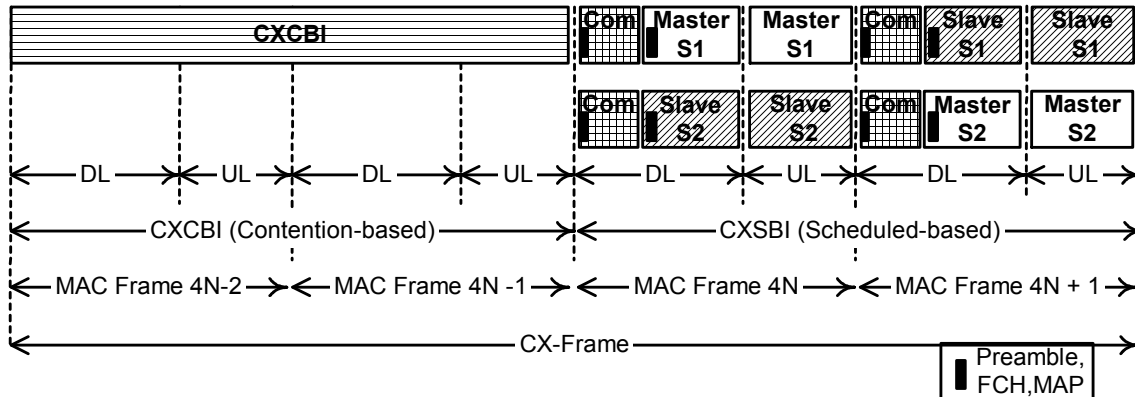 CXCBI
Com Master S1 Master S1 Com Slave S1 Slave S1
Com Slave S2 Slave S2 Com Master S2 Master S2
DL UL DL UL DL UL DL UL
CXCBI (Contention-based) CXSBI (Scheduled-based)
MAC Frame 4N-2 MAC Frame 4N -1 MAC Frame 4N MAC Frame 4N + 1
CX-Frame
Preamble,
FCH,MAP